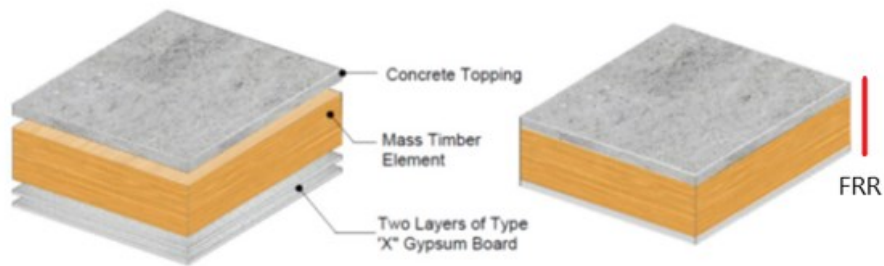 Concrete Topping
Mass Timber
Element
Two Layers of Type
'X" Gypsum Board
FRR